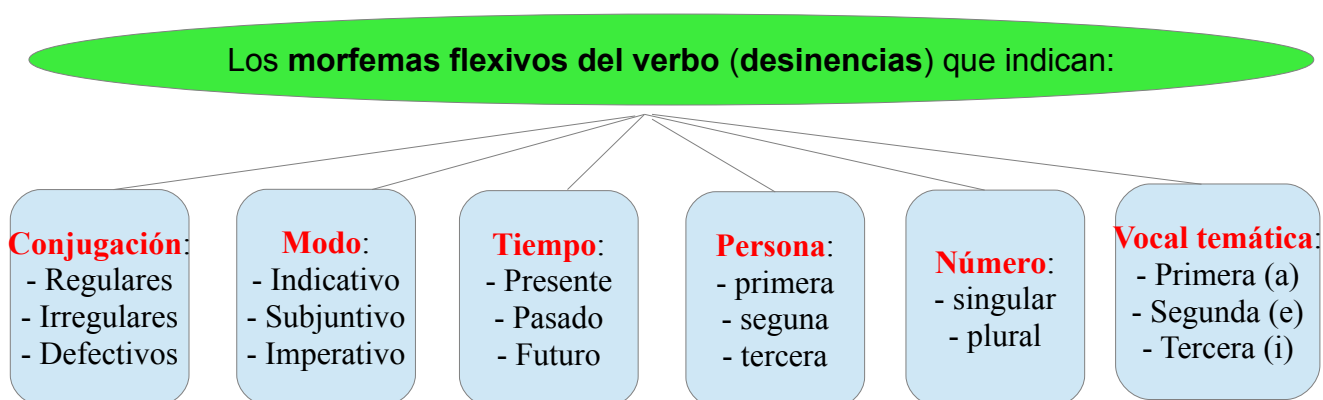 Los morfemas flexivos del verbo (desinencias) que indican:
Conjugación:
- Regulares
- Irregulares
- Defectivos
Modo:
- Indicativo
- Subjuntivo
- Imperativo
Tiempo:
- Presente
- Pasado
- Futuro
Persona:
- primera
- seguna
- tercera
Número:
- singular
- plural
Vocal temática:
- Primera (a)
- Segunda (e)
- Tercera (i)